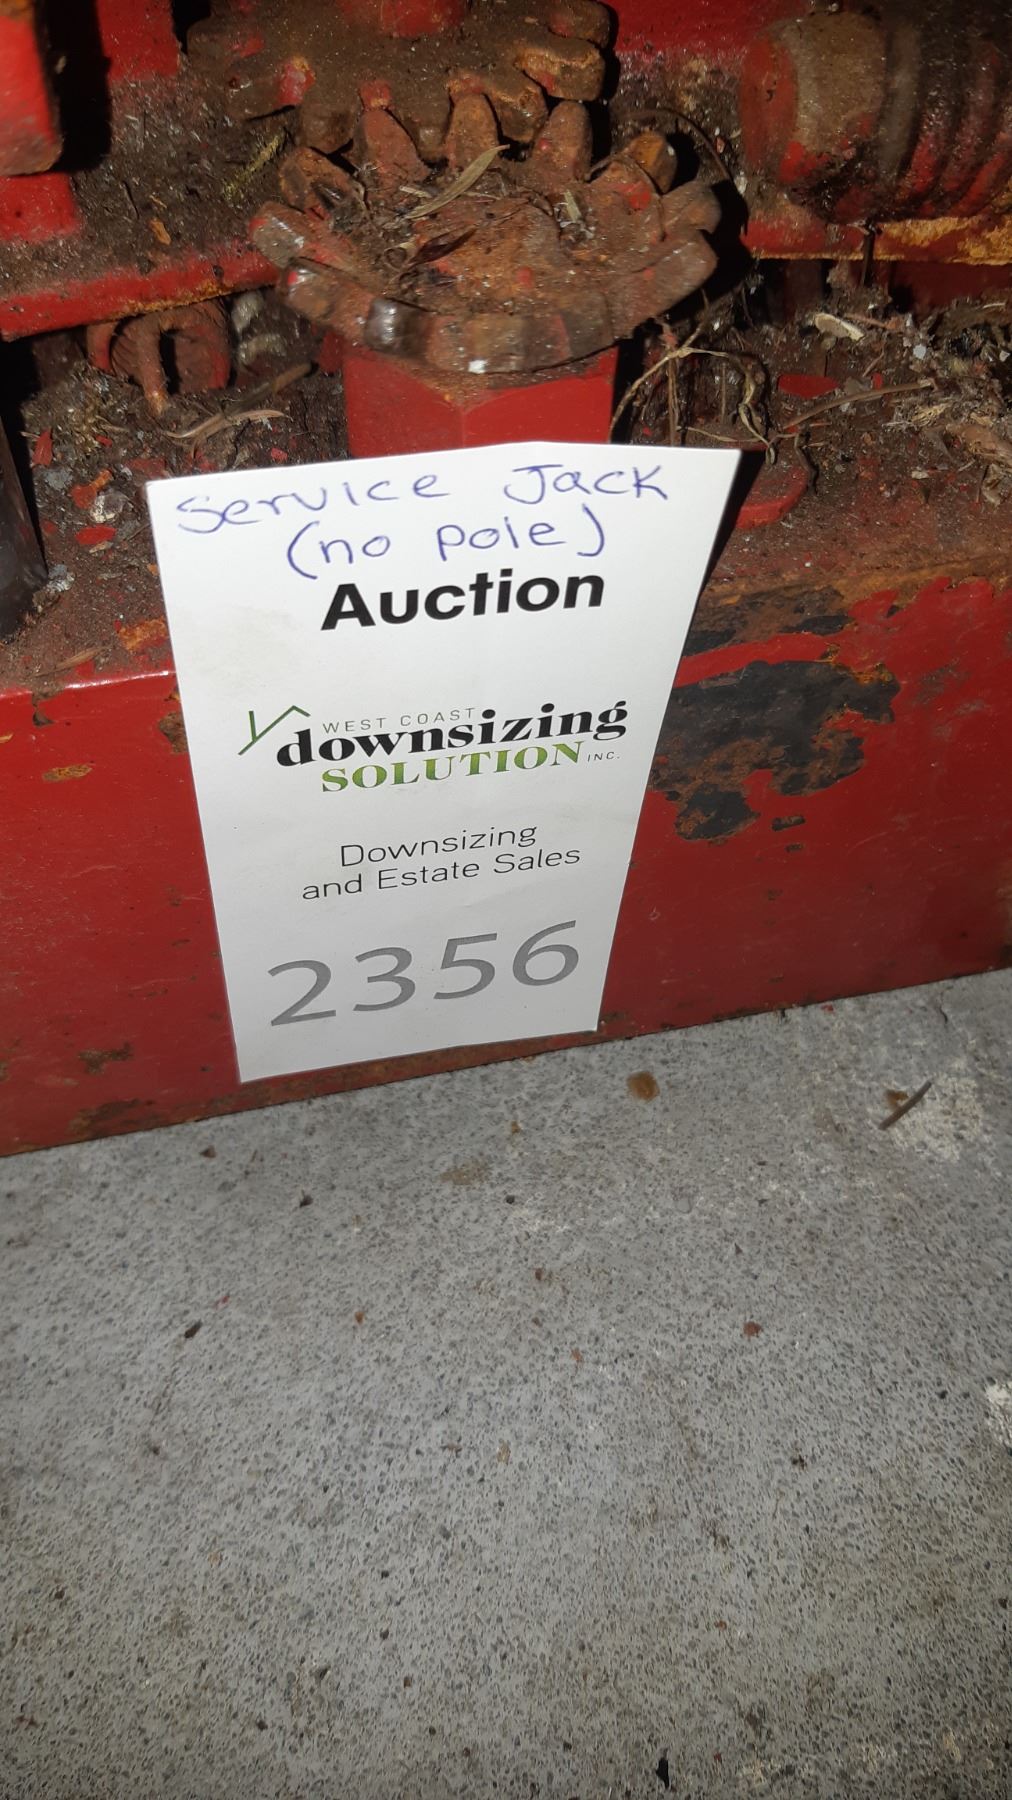 Service Jack
(no pole)
Auction
WEST COAST
downsizing
SOLUTION INC.
Downsizing
and Estate Sales
2356